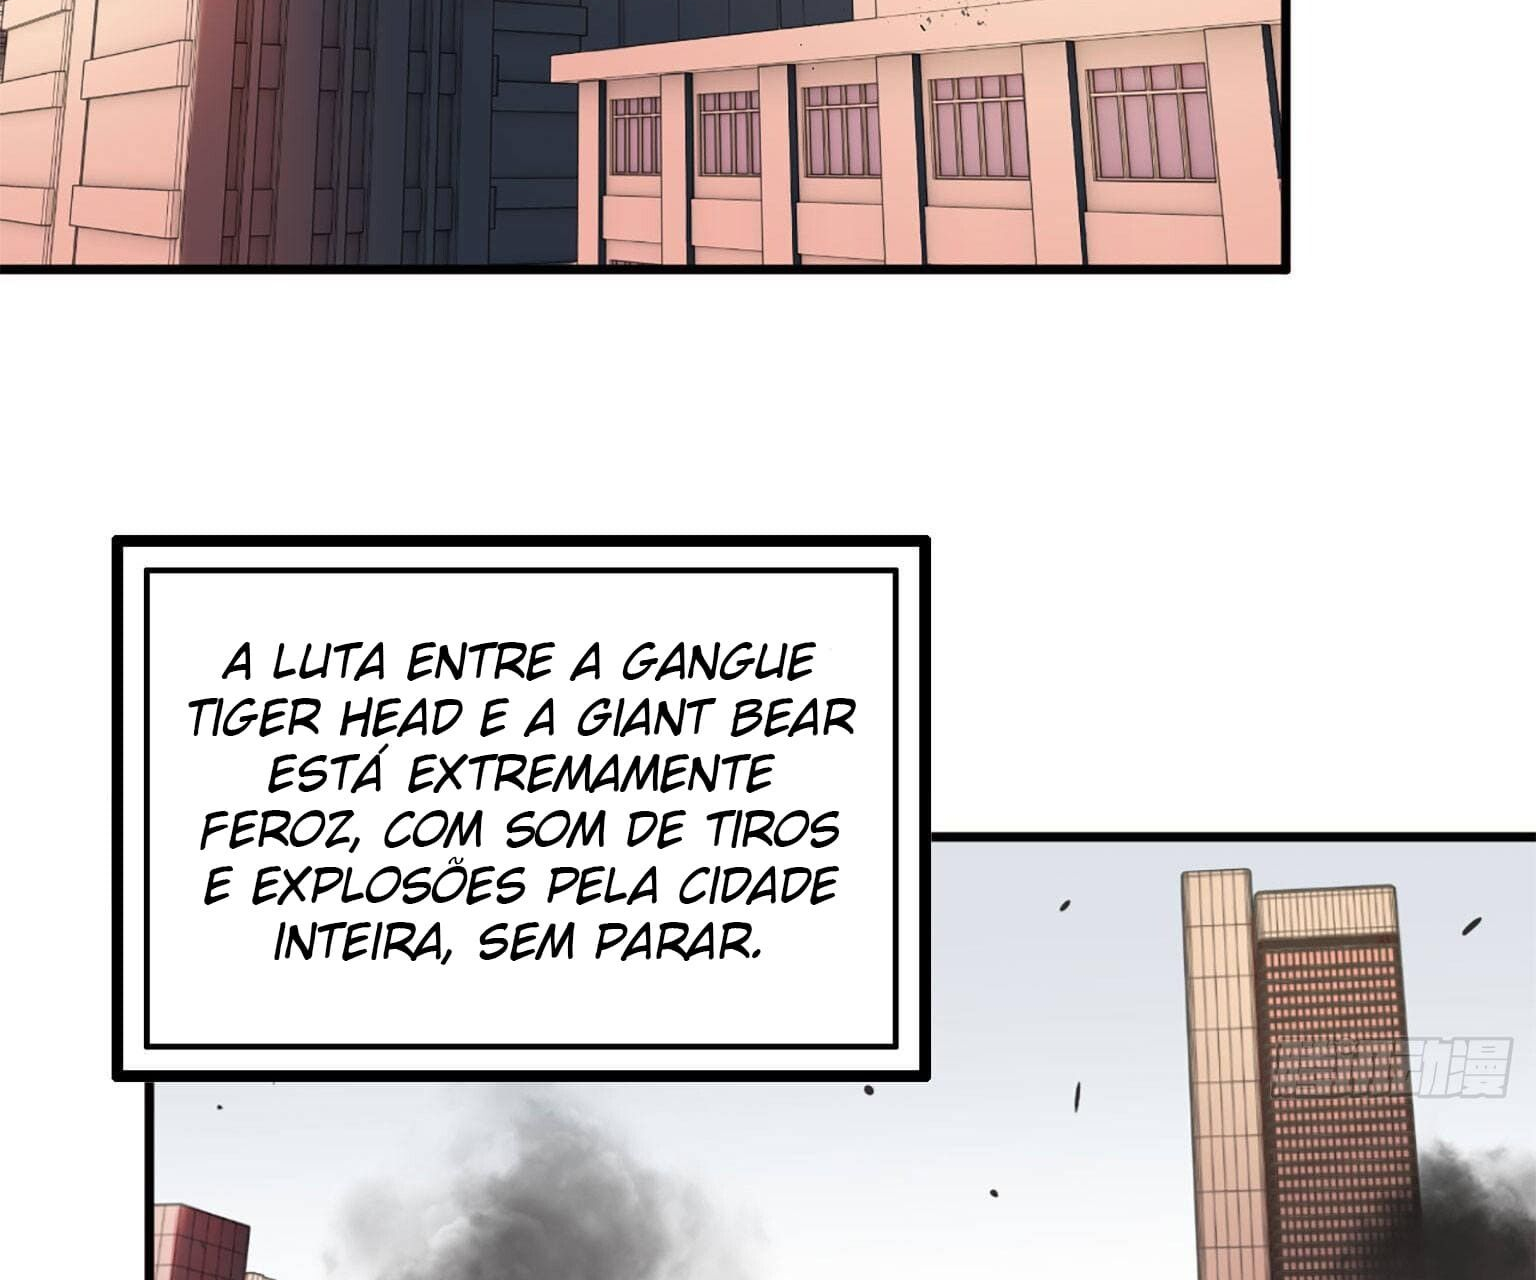 A LUTA ENTRE A GANGUE
TIGER HEAD E A GIANT BEAR
ESTÁ EXTREMAMENTE
FEROZ, COM SOM DE TIROS
E EXPLOSÕES PELA CIDADE
INTEIRA, SEM PARAR.